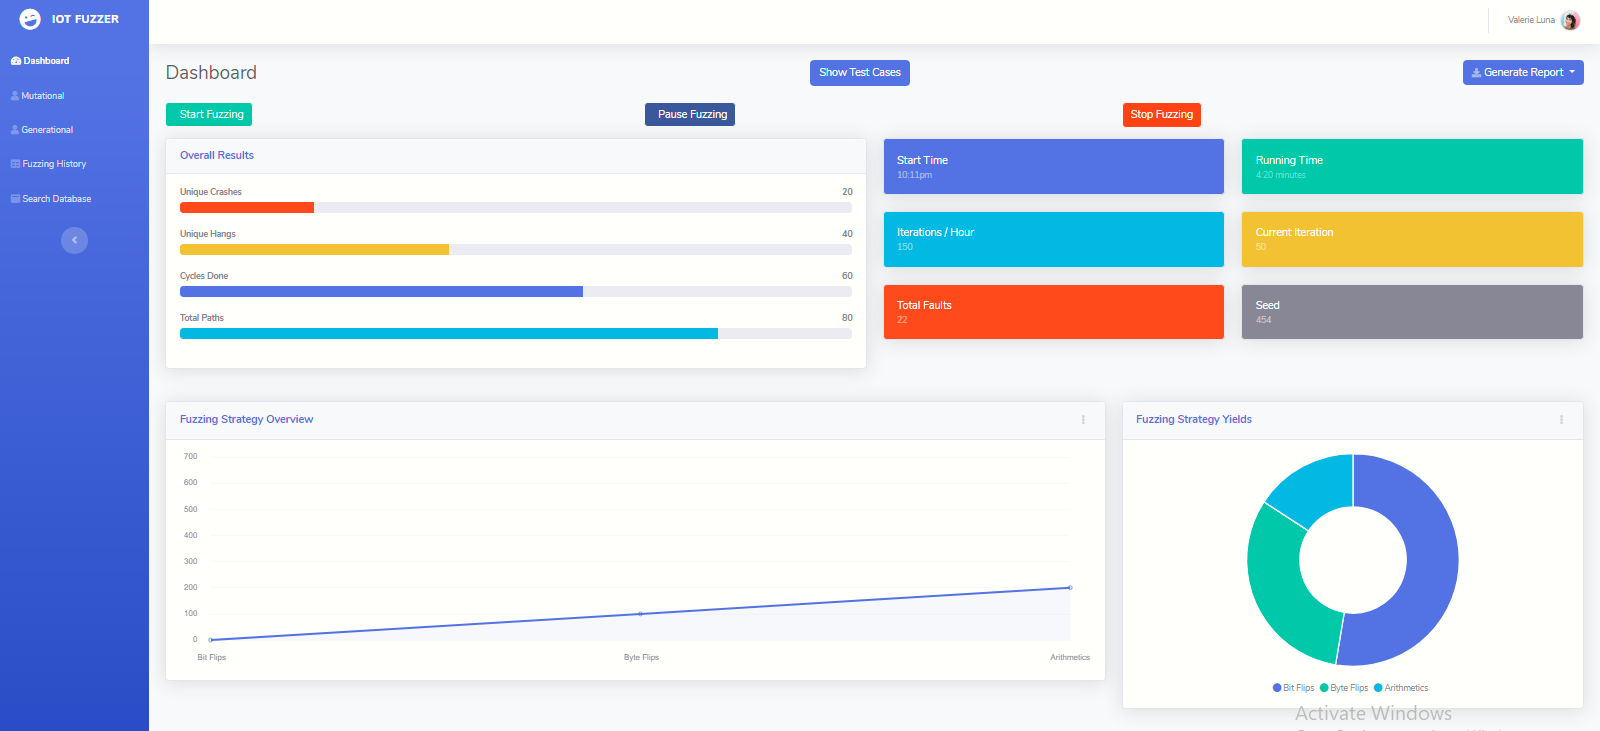 IOT FUZZER
Valerie Luna
Dashboard
Mutational
Generational
Fuzzing History
Search Database
Dashboard
Show Test Cases
Generate Report
Start Fuzzing
Pause Fuzzing
Stop Fuzzing
Overall Results
Unique Crashes 20
Unique Hangs 40
Cycles Done 60
Total Paths 80
Start Time
10:11pm
Running Time
4:20 minutes
Iterations / Hour
150
Current Iteration
50
Total Faults
22
Seed
454
Fuzzing Strategy Overview
700
600
500
400
300
200
100
0
Bit Flips Byte Flips Arithmetics
Fuzzing Strategy Yields
Bit Flips Byte Flips Arithmetics
Activate Windows